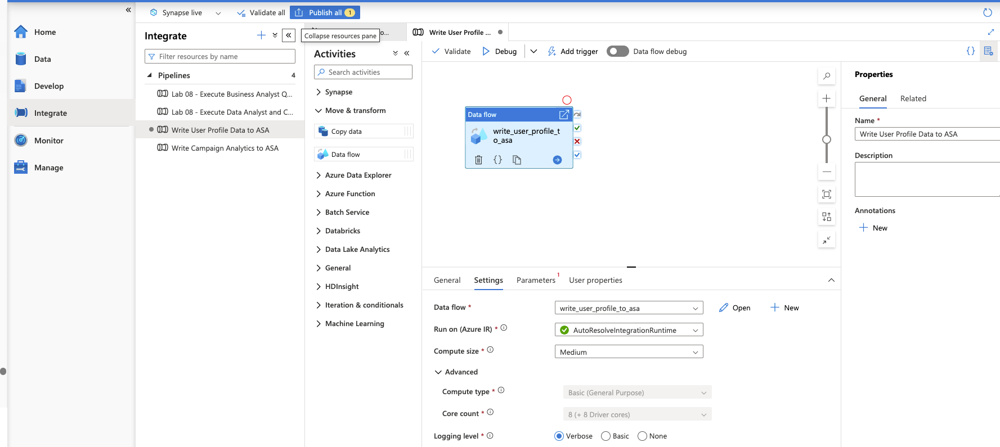 Synapse live
Validate all
Publish all 1
Home
Data
Develop
Integrate
Monitor
Manage
Integrate
Collapse resources pane
Filter resources by name
Pipelines 4
Lab 08 - Execute Business Analyst Q...
Lab 08 - Execute Data Analyst and C...
Write User Profile Data to ASA
Write Campaign Analytics to ASA
o...
Write User Profile ...
Activities
Search activities
Synapse
Move & transform
Copy data
Data flow
Azure Data Explorer
Azure Function
Batch Service
Databricks
Data Lake Analytics
General
HDInsight
Iteration & conditionals
Machine Learning
Validate
Debug
Add trigger
Data flow debug
Data flow
write_user_profile_t
o_asa
General
Settings
Parameters 1
User properties
Data flow *
write_user_profile_to_asa
Open
New
Run on (Azure IR) *
AutoResolveIntegrationRuntime
Compute size *
Medium
Advanced
Compute type *
Basic (General Purpose)
Core count *
8 (+ 8 Driver cores)
Logging level *
Verbose
Basic
None
Properties
General
Related
Name *
Write User Profile Data to ASA
Description
Annotations
New